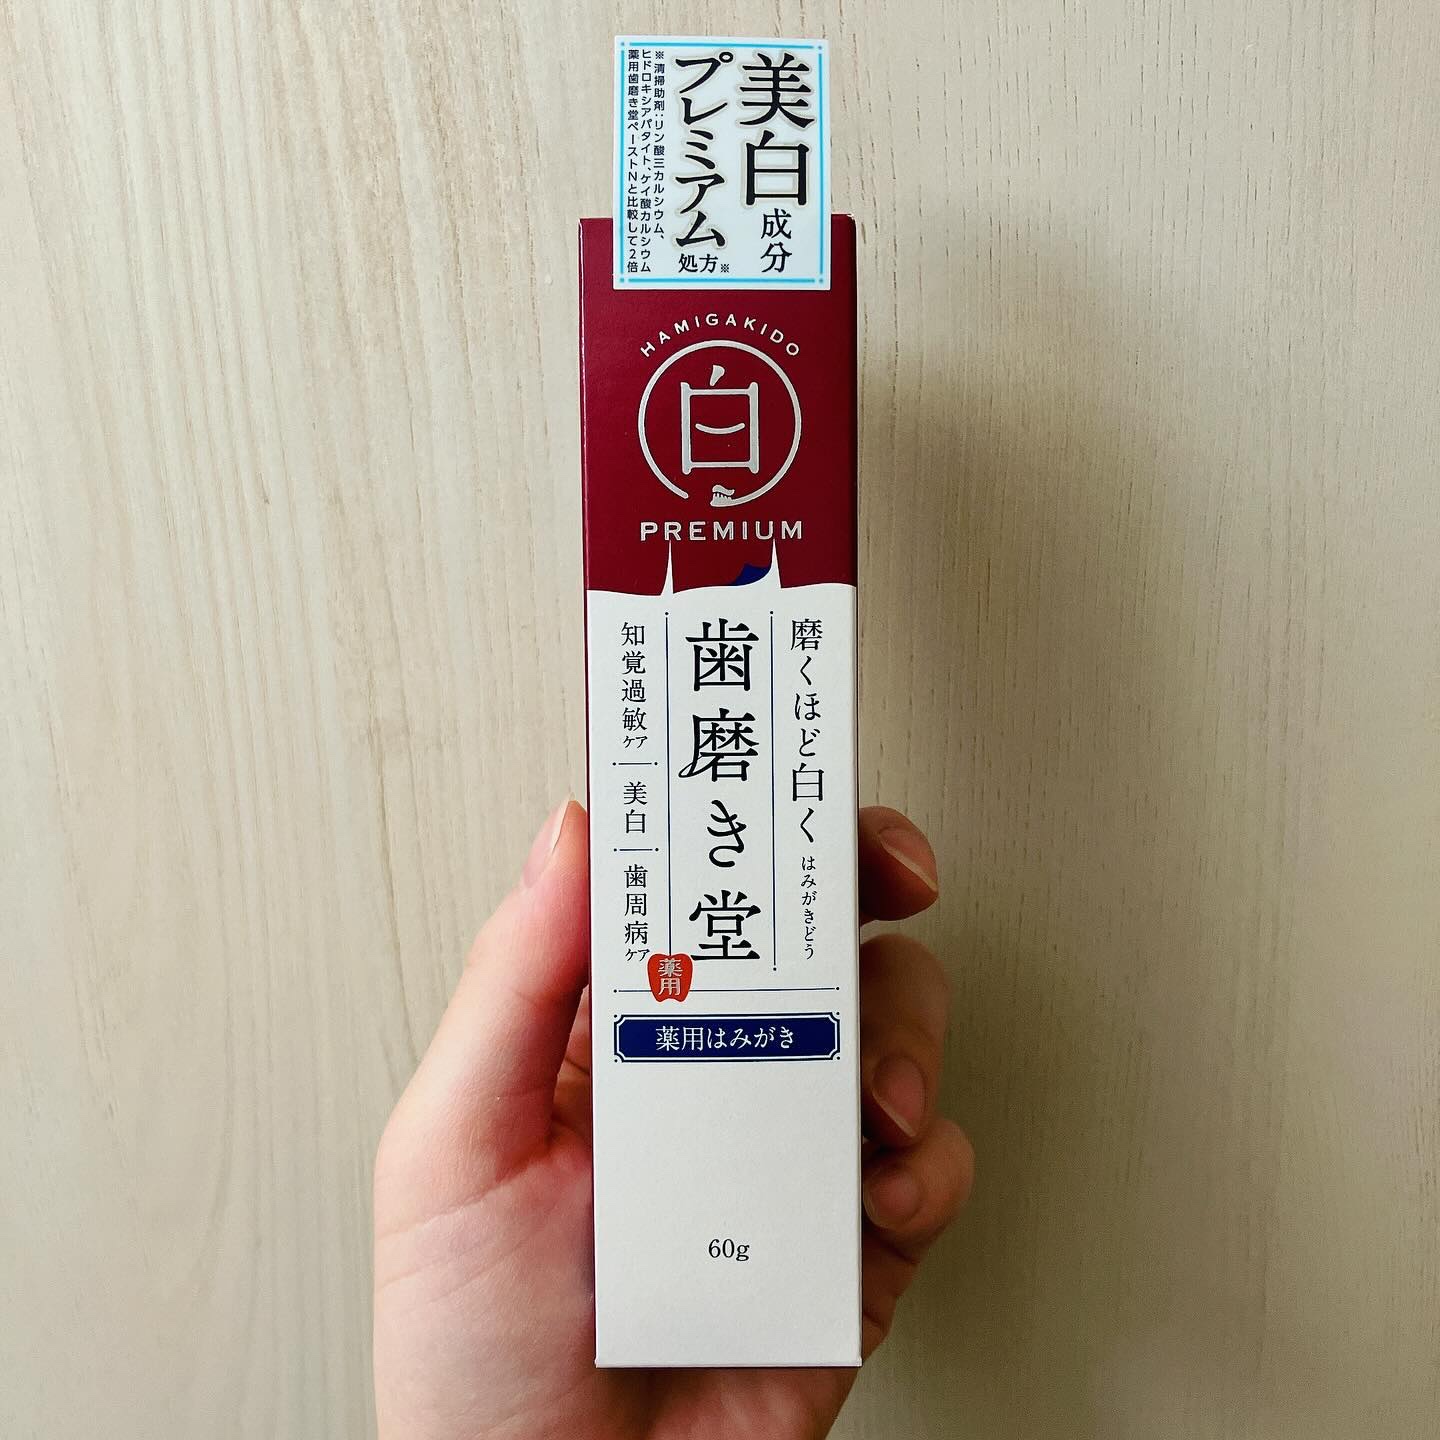 美白成分
プレミアム処方※
※清掃助剤:リン酸三カルシウム、
ヒドロキシアパタイト、ケイ酸カルシウム
薬用歯磨き堂ペーストNと比較して2倍
HAMIGAKIDO
白
PREMIUM
磨くほど白く
はみがきどう
歯磨き堂
知覚過敏ケア
美白
歯周病ケア
薬用
薬用はみがき
60g